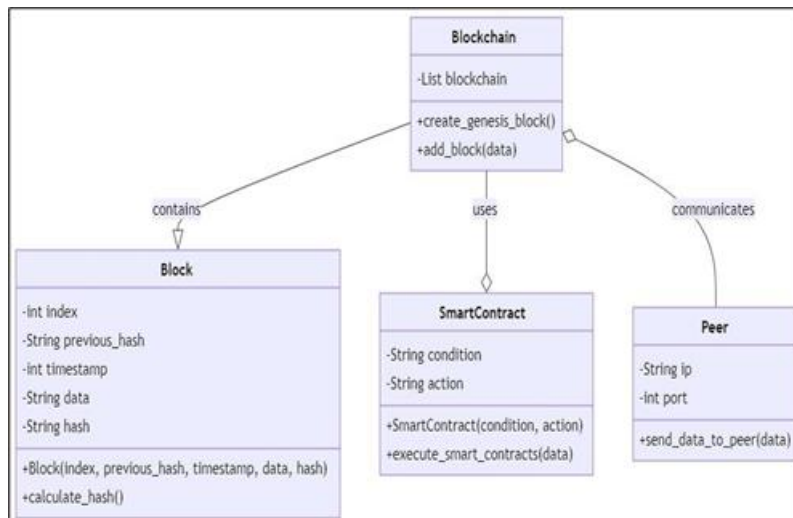 Blockchain
-List blockchain
+create_genesis_block()
+add_block(data)
contains
uses
communicates
Block
-int index
-String previous_hash
-int timestamp
-String data
-String hash
+Block(index, previous_hash, timestamp, data, hash)
+calculate_hash()
SmartContract
-String condition
-String action
+SmartContract(condition, action)
+execute_smart_contracts(data)
Peer
-String ip
-Int port
+send_data_to_peer(data)